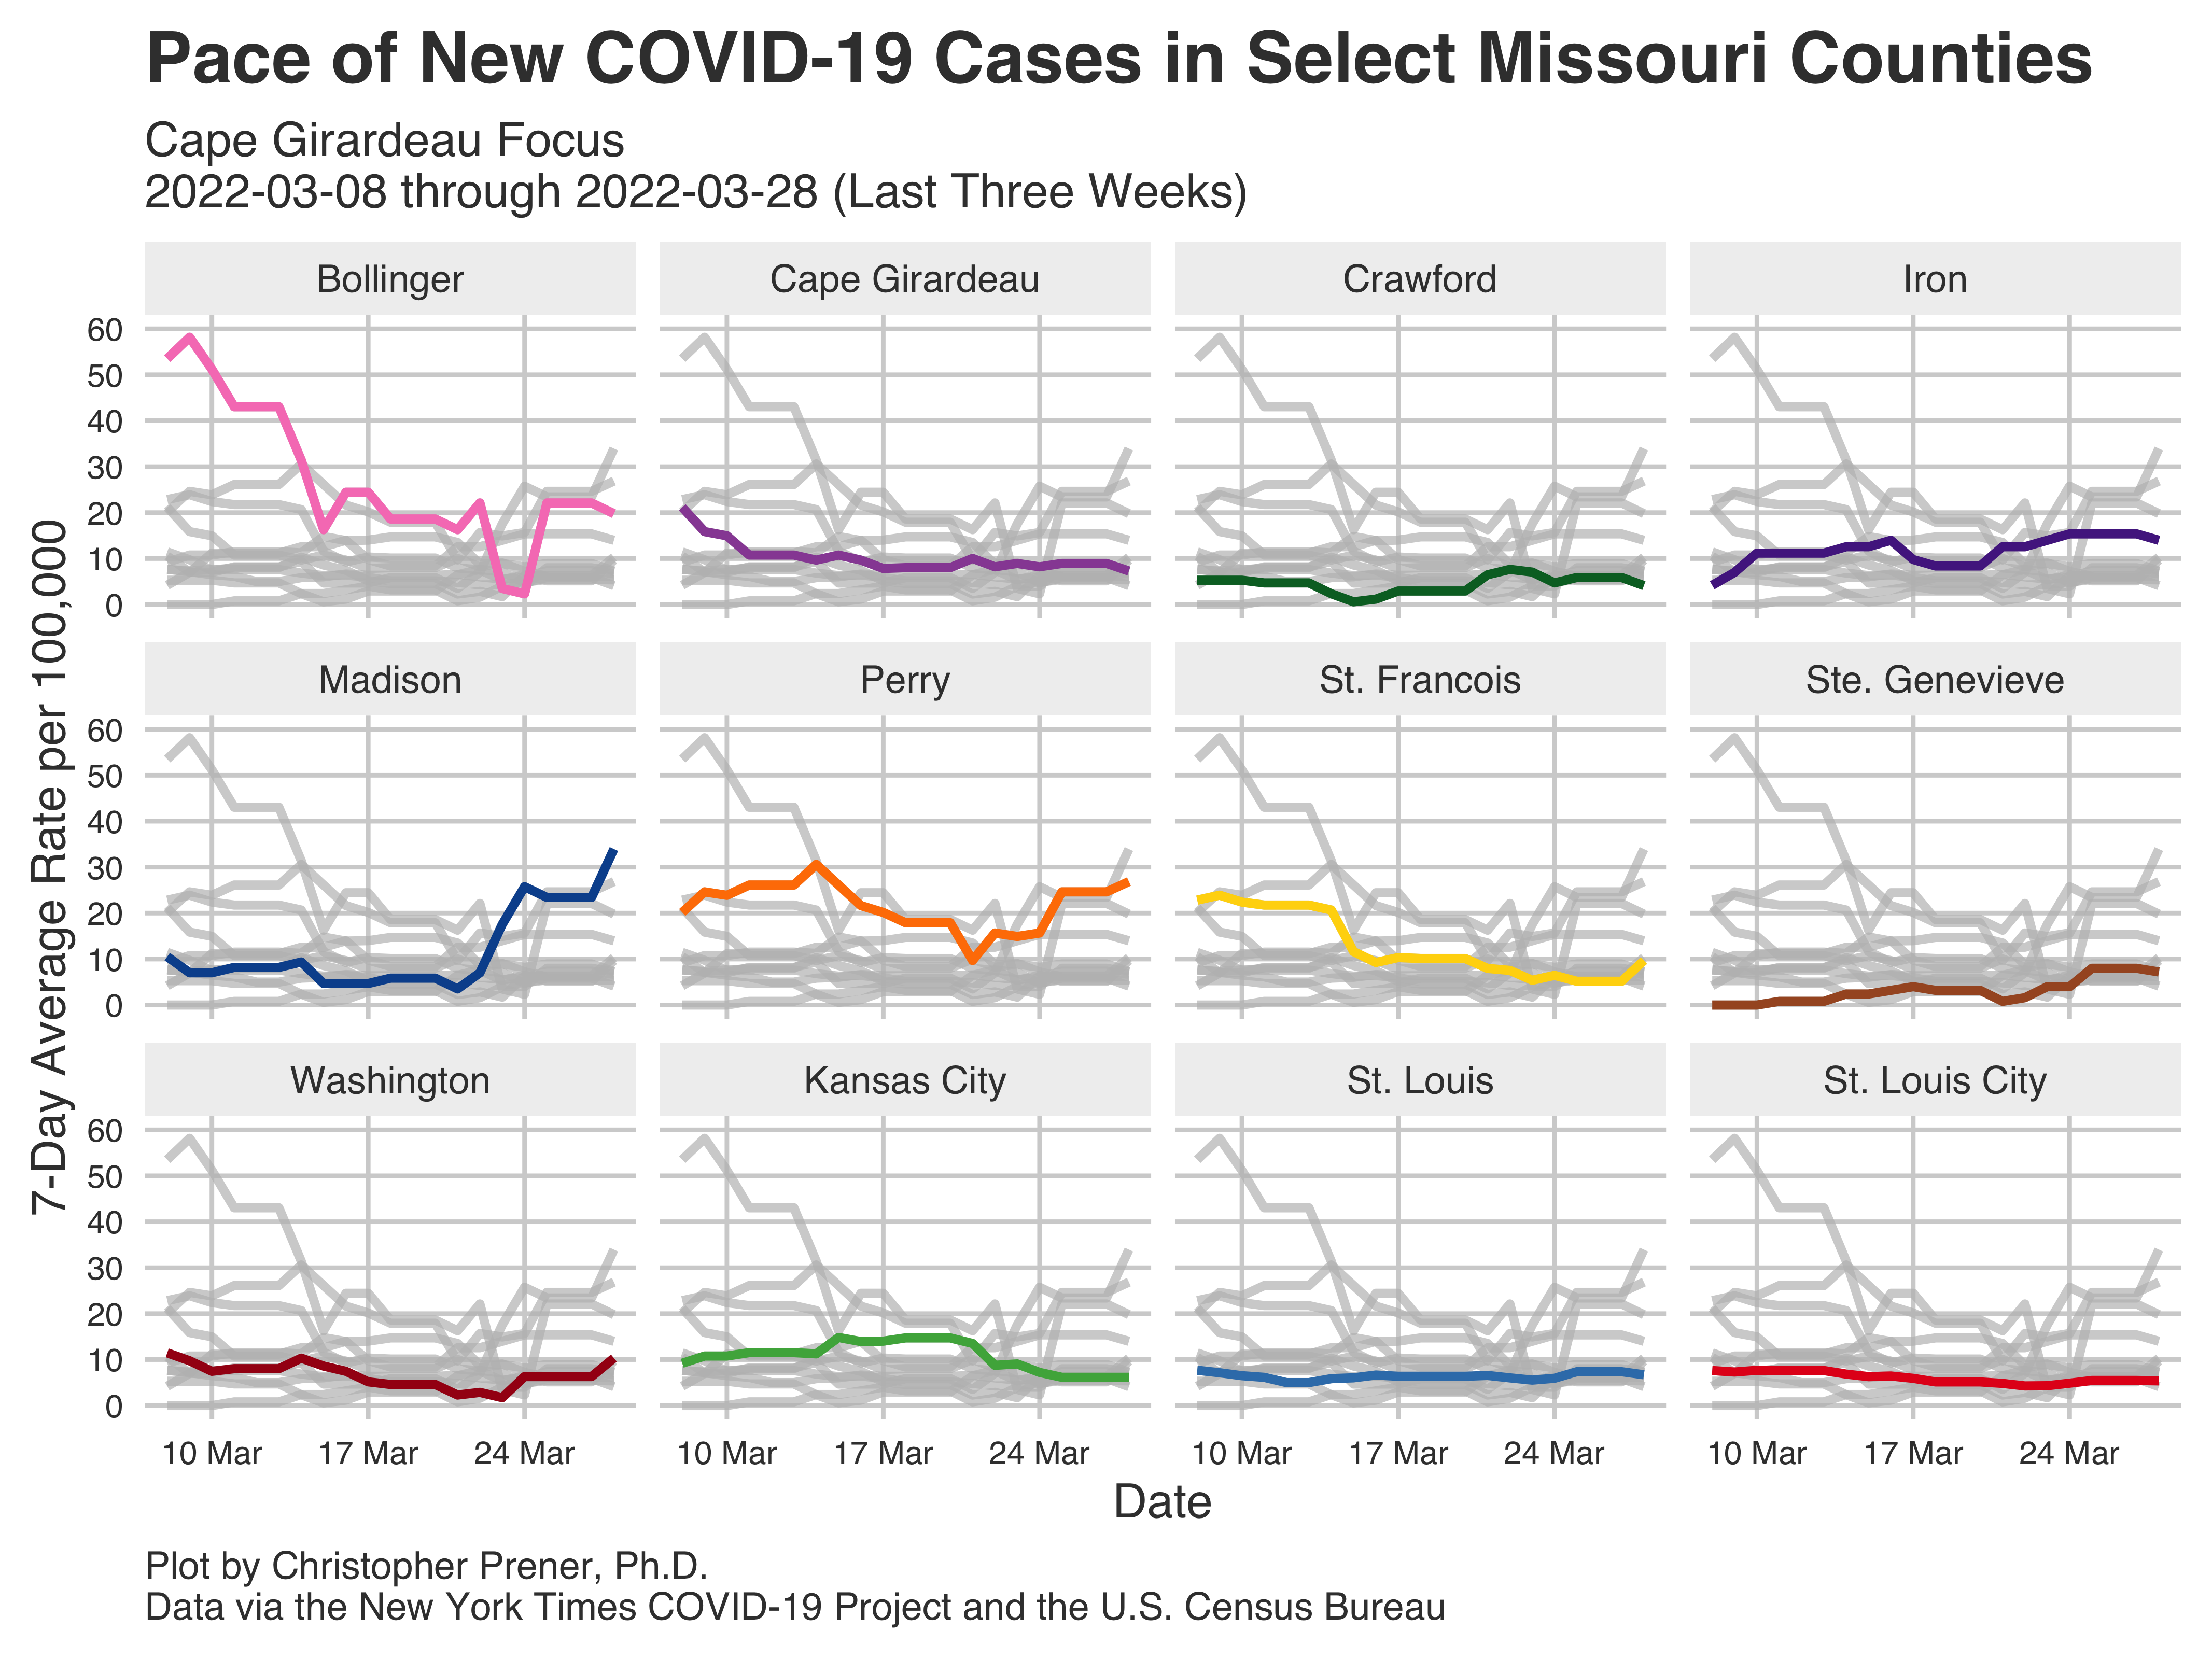 Pace of New COVID-19 Cases in Select Missouri Counties
Cape Girardeau Focus
2022-03-08 through 2022-03-28 (Last Three Weeks)
7-Day Average Rate per 100,000
Bollinger
Cape Girardeau
Crawford
Iron
60
50
40
30
20
10
0
Madison
Perry
St. Francois
Ste. Genevieve
60
50
40
30
20
10
0
Washington
Kansas City
St. Louis
St. Louis City
60
50
40
30
20
10
0
10 Mar 17 Mar 24 Mar
10 Mar 17 Mar 24 Mar
10 Mar 17 Mar 24 Mar
10 Mar 17 Mar 24 Mar
Date
Plot by Christopher Prener, Ph.D.
Data via the New York Times COVID-19 Project and the U.S. Census Bureau